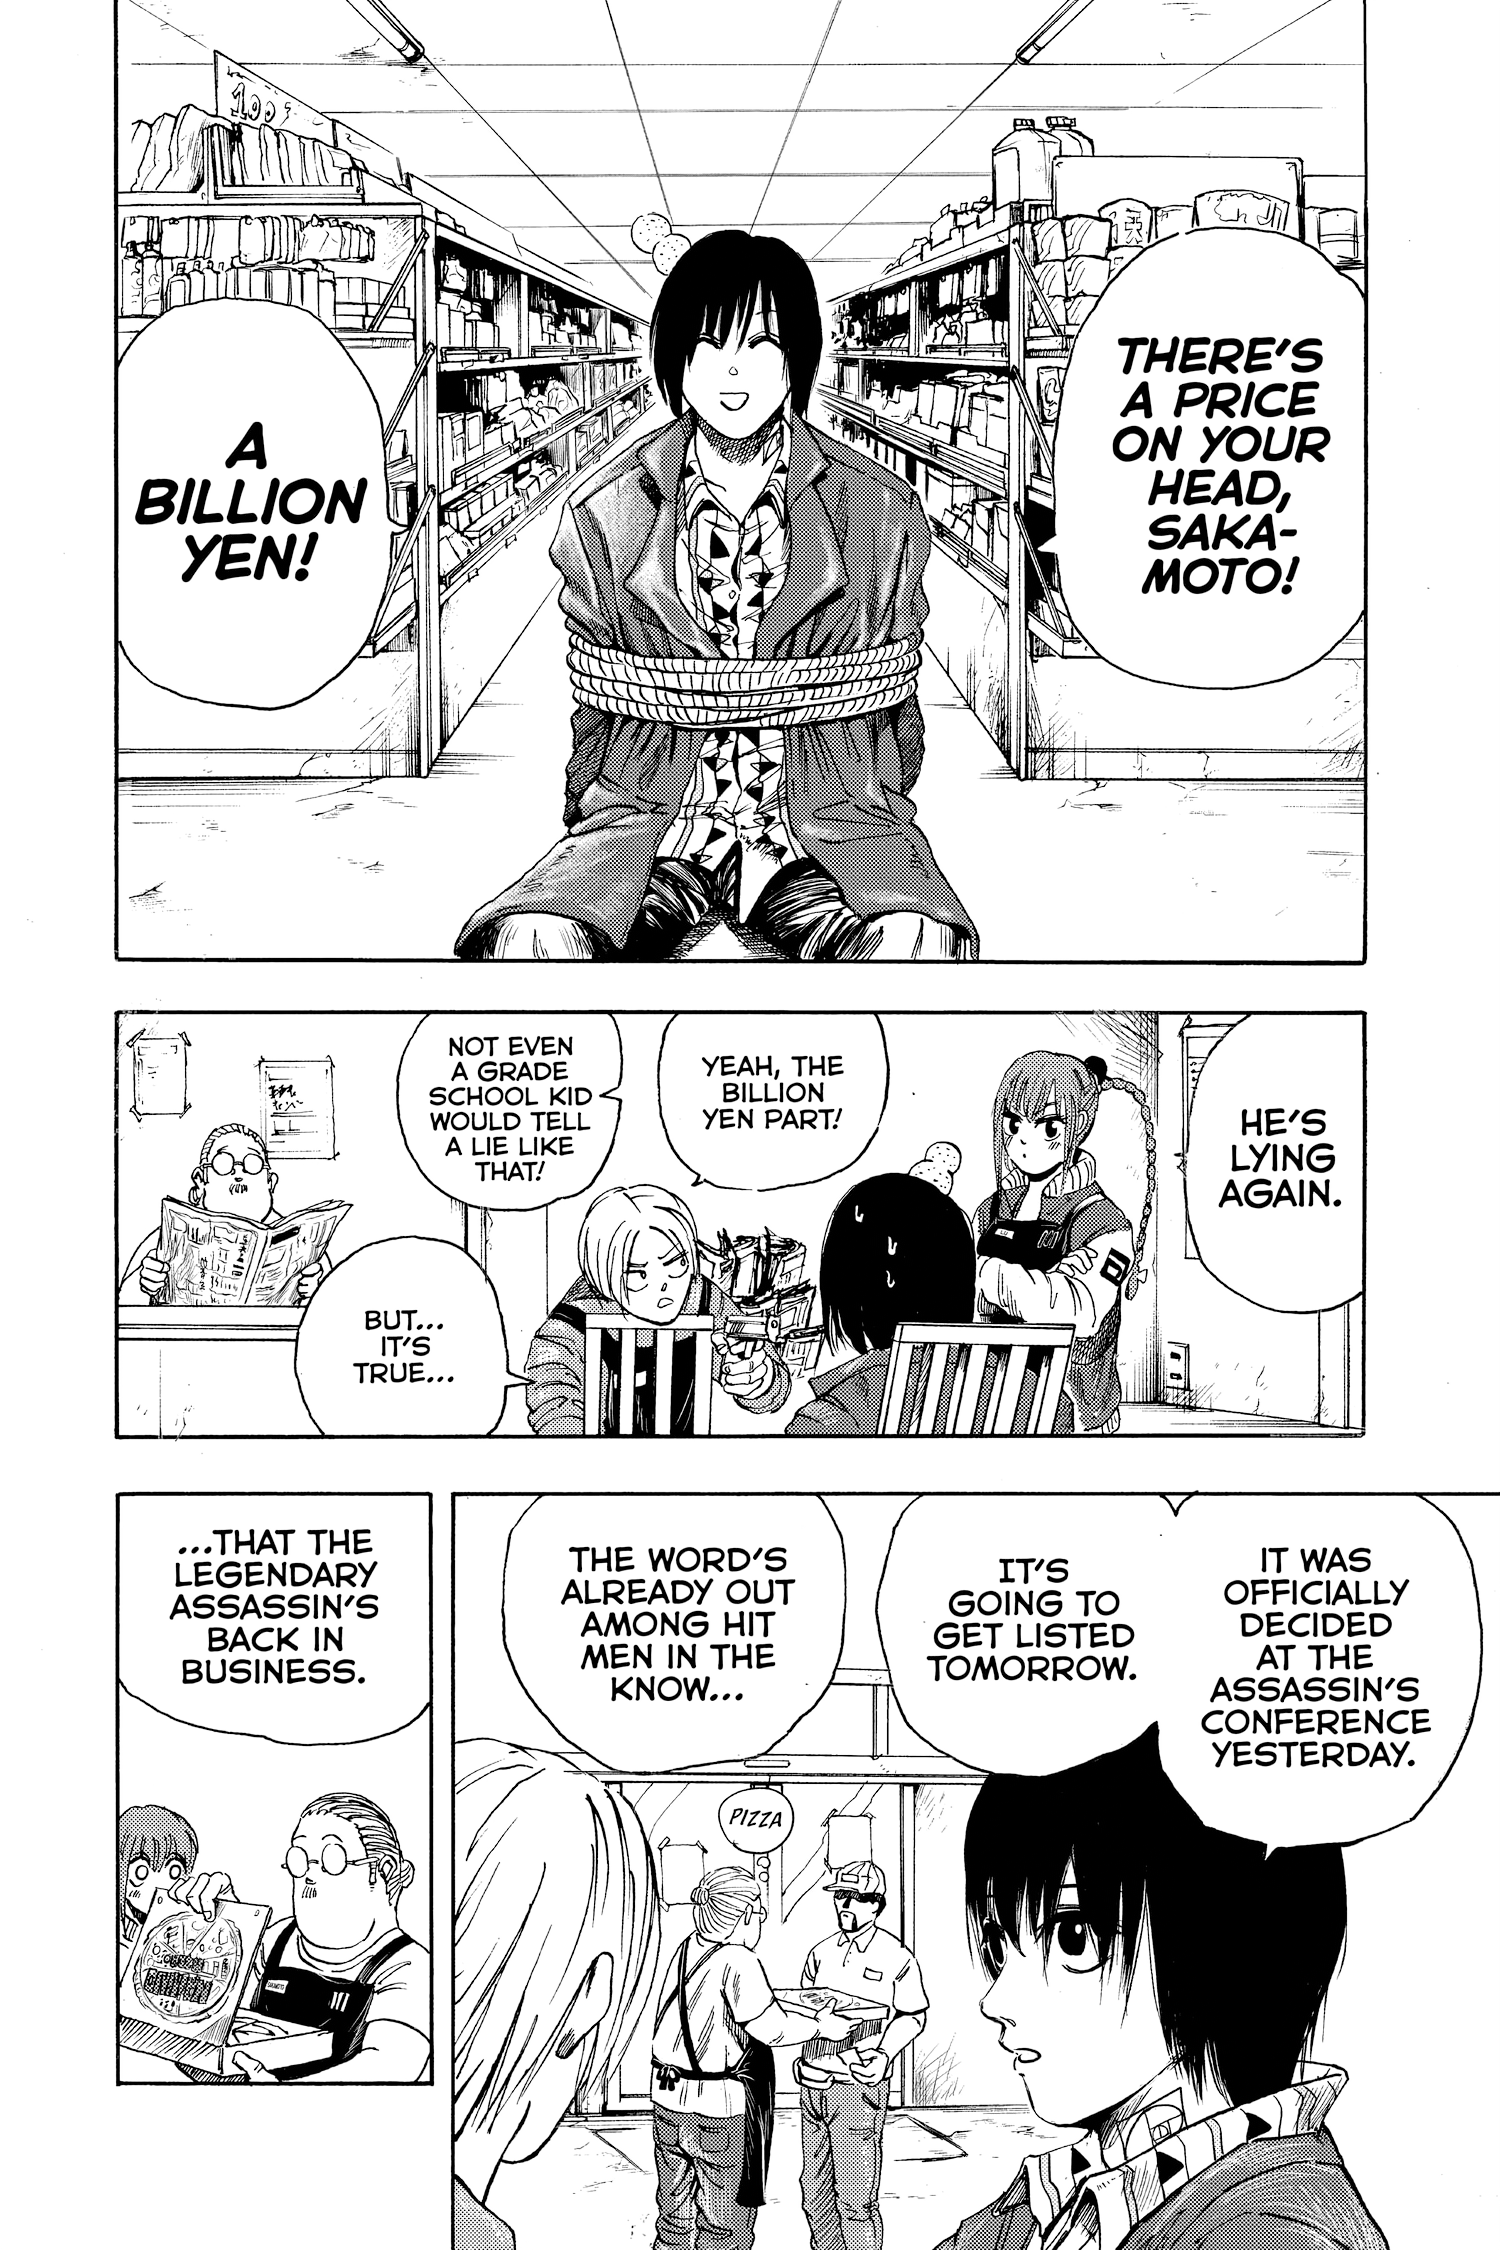 THERE'S
A PRICE
ON YOUR
HEAD,
SAKA-
MOTO!
A
BILLION
YEN!
100
HE'S
LYING
AGAIN.
YEAH, THE
BILLION
YEN PART!
NOT EVEN
A GRADE
SCHOOL KID
WOULD TELL
A LIE LIKE
THAT!
BUT...
IT'S
TRUE...
LU
IT WAS
OFFICIALLY
DECIDED
AT THE
ASSASSIN'S
CONFERENCE
YESTERDAY.
IT'S
GOING TO
GET LISTED
TOMORROW.
THE WORD'S
ALREADY OUT
AMONG HIT
MEN IN THE
KNOW...
PIZZA
...THAT THE
LEGENDARY
ASSASSIN'S
BACK IN
BUSINESS.
SAKAMOTO